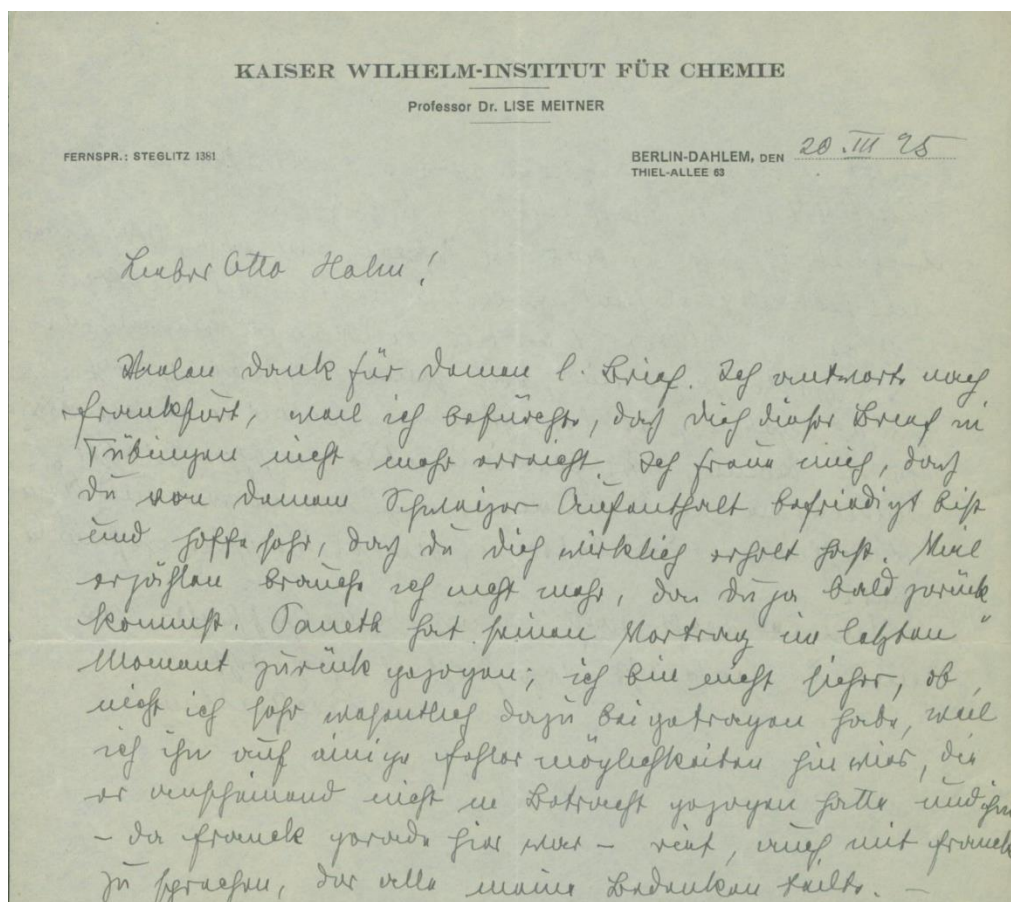 KAISER WILHELM-INSTITUT FÜR CHEMIE
Professor Dr. LISE MEITNER
FERNSPR.: STEGLITZ 1381
BERLIN-DAHLEM, DEN 20.III 25
THIEL-ALLEE 63
Lieber Otto Hahn!
Vielen Dank für Deinen l. Brief. Ich antworte nach
Frankfurt, weil ich befürchte, daß Dich dieser Brief in
Tübingen nicht mehr erreicht. Ich freue mich, daß
Du von Deinem Schweizer Aufenthalt befriedigt bist
und hoffe sehr, daß Du Dich wirklich erholt hast. Viel
erzählen brauche ich nicht mehr, da Du ja bald zurück
kommst. Paneth hat seinen Vortrag im letzten
Moment zurück gezogen; ich bin nicht sicher, ob
nicht ich sehr wesentlich dazu beigetragen habe, weil
ich ihn auf einige Fehlermöglichkeiten hinwies, die
er anscheinend nicht in Betracht gezogen hatte und ihm
– da Franck gerade hier war – riet, auch mit Franck
zu sprechen, der alle meine Bedenken teilte. –